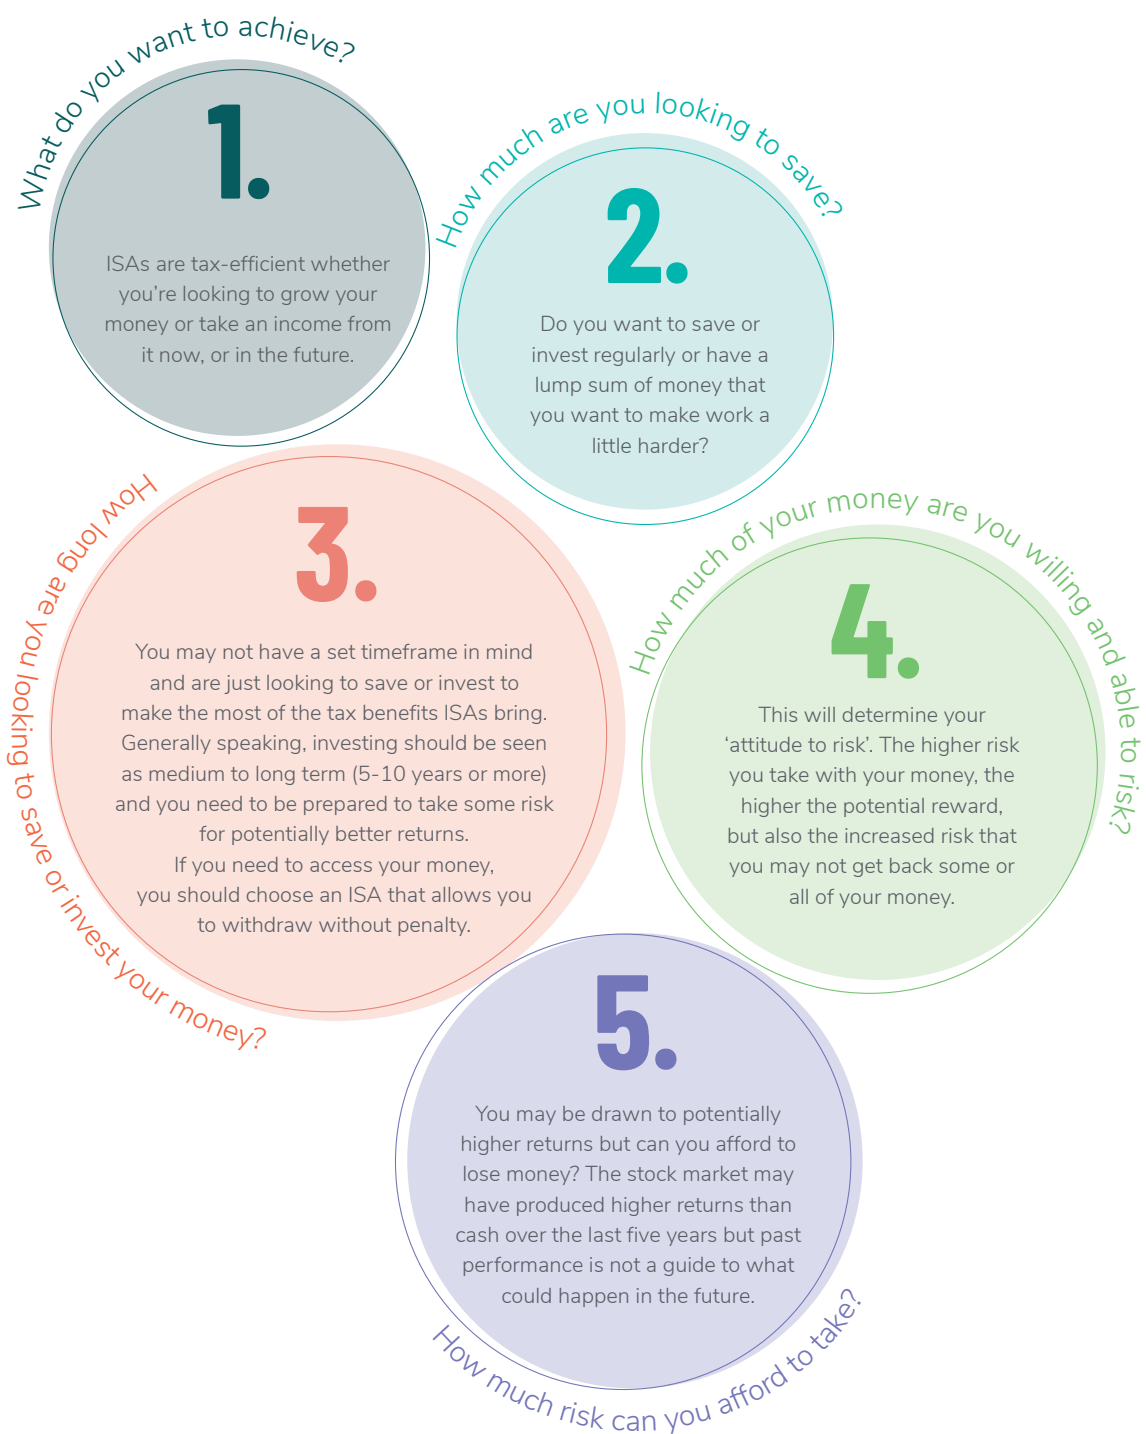 What do you want to achieve?
1.
ISAs are tax-efficient whether
you're looking to grow your
money or take an income from
it now, or in the future.
How much are you looking to save?
2.
Do you want to save or
invest regularly or have a
lump sum of money that
you want to make work a
little harder?
How long are you looking to save or invest your money?
3.
You may not have a set timeframe in mind
and are just looking to save or invest to
make the most of the tax benefits ISAs bring.
Generally speaking, investing should be seen
as medium to long term (5-10 years or more)
and you need to be prepared to take some risk
for potentially better returns.
If you need to access your money,
you should choose an ISA that allows you
to withdraw without penalty.
How much of your money are you willing and able to risk?
4.
This will determine your
‘attitude to risk’. The higher risk
you take with your money, the
higher the potential reward,
but also the increased risk that
you may not get back some or
all of your money.
5.
You may be drawn to potentially
higher returns but can you afford to
lose money? The stock market may
have produced higher returns than
cash over the last five years but past
performance is not a guide to what
could happen in the future.
How much risk can you afford to take?